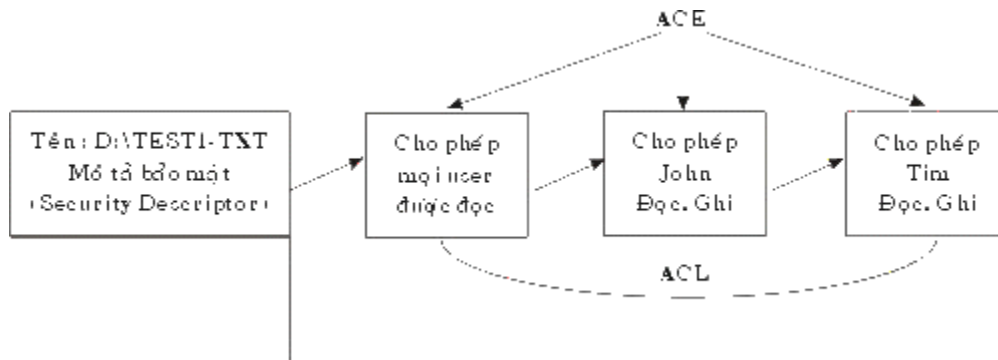 ACE
Tên: D:\TEST1-TXT
Mô tả bảo mật
(Security Descriptor)
Cho phép
mọi user
được đọc
Cho phép
John
Đọc. Ghi
Cho phép
Tim
Đọc. Ghi
ACL